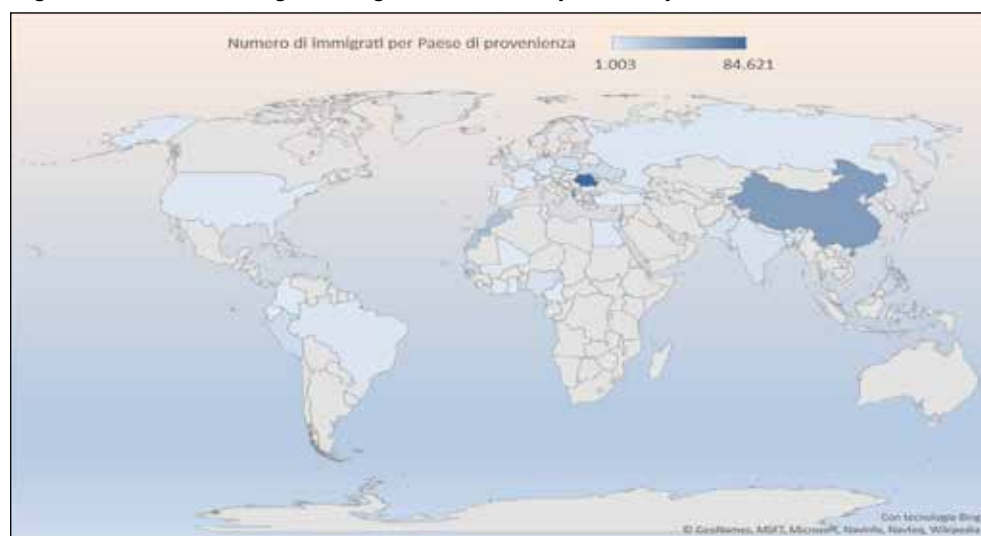 Numero di immigrati per Paese di provenienza
1.003 84.621
Con tecnologia Bing
© GeoNames, MSFT, Microsoft, NavInfo, Navteq, Wikipedia